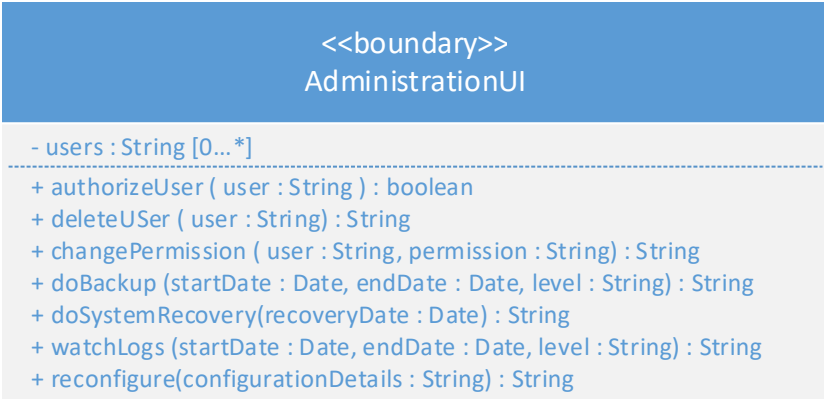 <<boundary>>
AdministrationUI
- users : String [0...*]
+ authorizeUser ( user : String ) : boolean
+ deleteUSer ( user : String) : String
+ changePermission ( user : String, permission : String) : String
+ doBackup (startDate : Date, endDate : Date, level : String) : String
+ doSystemRecovery(recoveryDate : Date) : String
+ watchLogs (startDate : Date, endDate : Date, level : String) : String
+ reconfigure(configurationDetails : String) : String